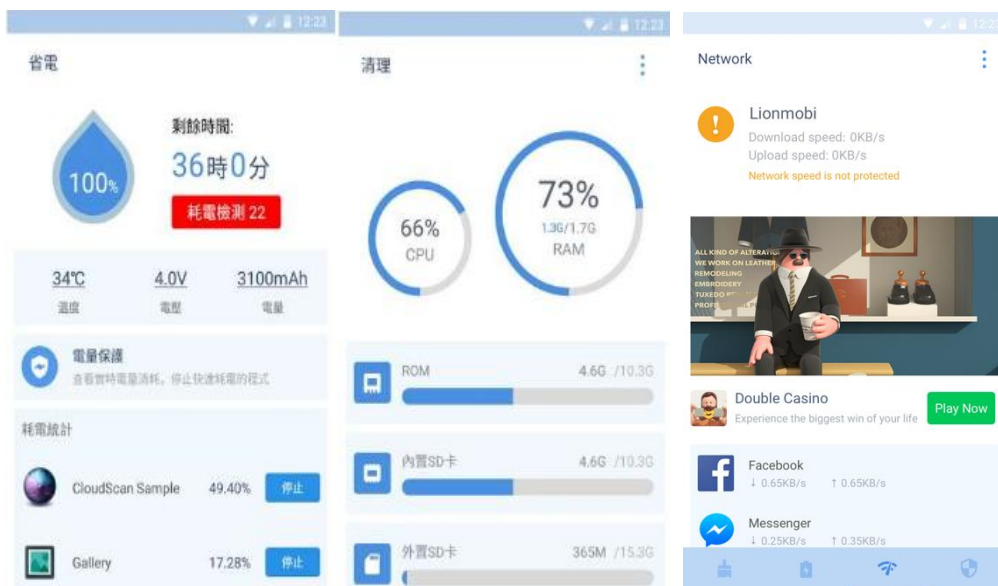 12:23
省電
100%
剩餘時間:
36時0分
耗電檢測 22
34℃
4.0V
3100mAh
溫度
電壓
電量
電量保護
查看實時電量消耗，停止快速耗電的程式
耗電統計
CloudScan Sample
49.40%
停止
Gallery
17.28%
停止
12:23
清理
66%
CPU
73%
1.3G/1.7G
RAM
ROM
4.6G /10.3G
內置SD卡
4.6G /10.3G
外置SD卡
365M /15.3G
Network
Lionmobi
Download speed: 0KB/s
Upload speed: 0KB/s
Network speed is not protected
ALL KIND OF ALTERATIO
WE WORK ON LEATHER
REMODELING
EMBROIDERY
TUXEDO
Double Casino
Experience the biggest win of your life
Play Now
Facebook
↓ 0.65KB/s ↑ 0.65KB/s
Messenger
↓ 0.25KB/s ↑ 0.35KB/s